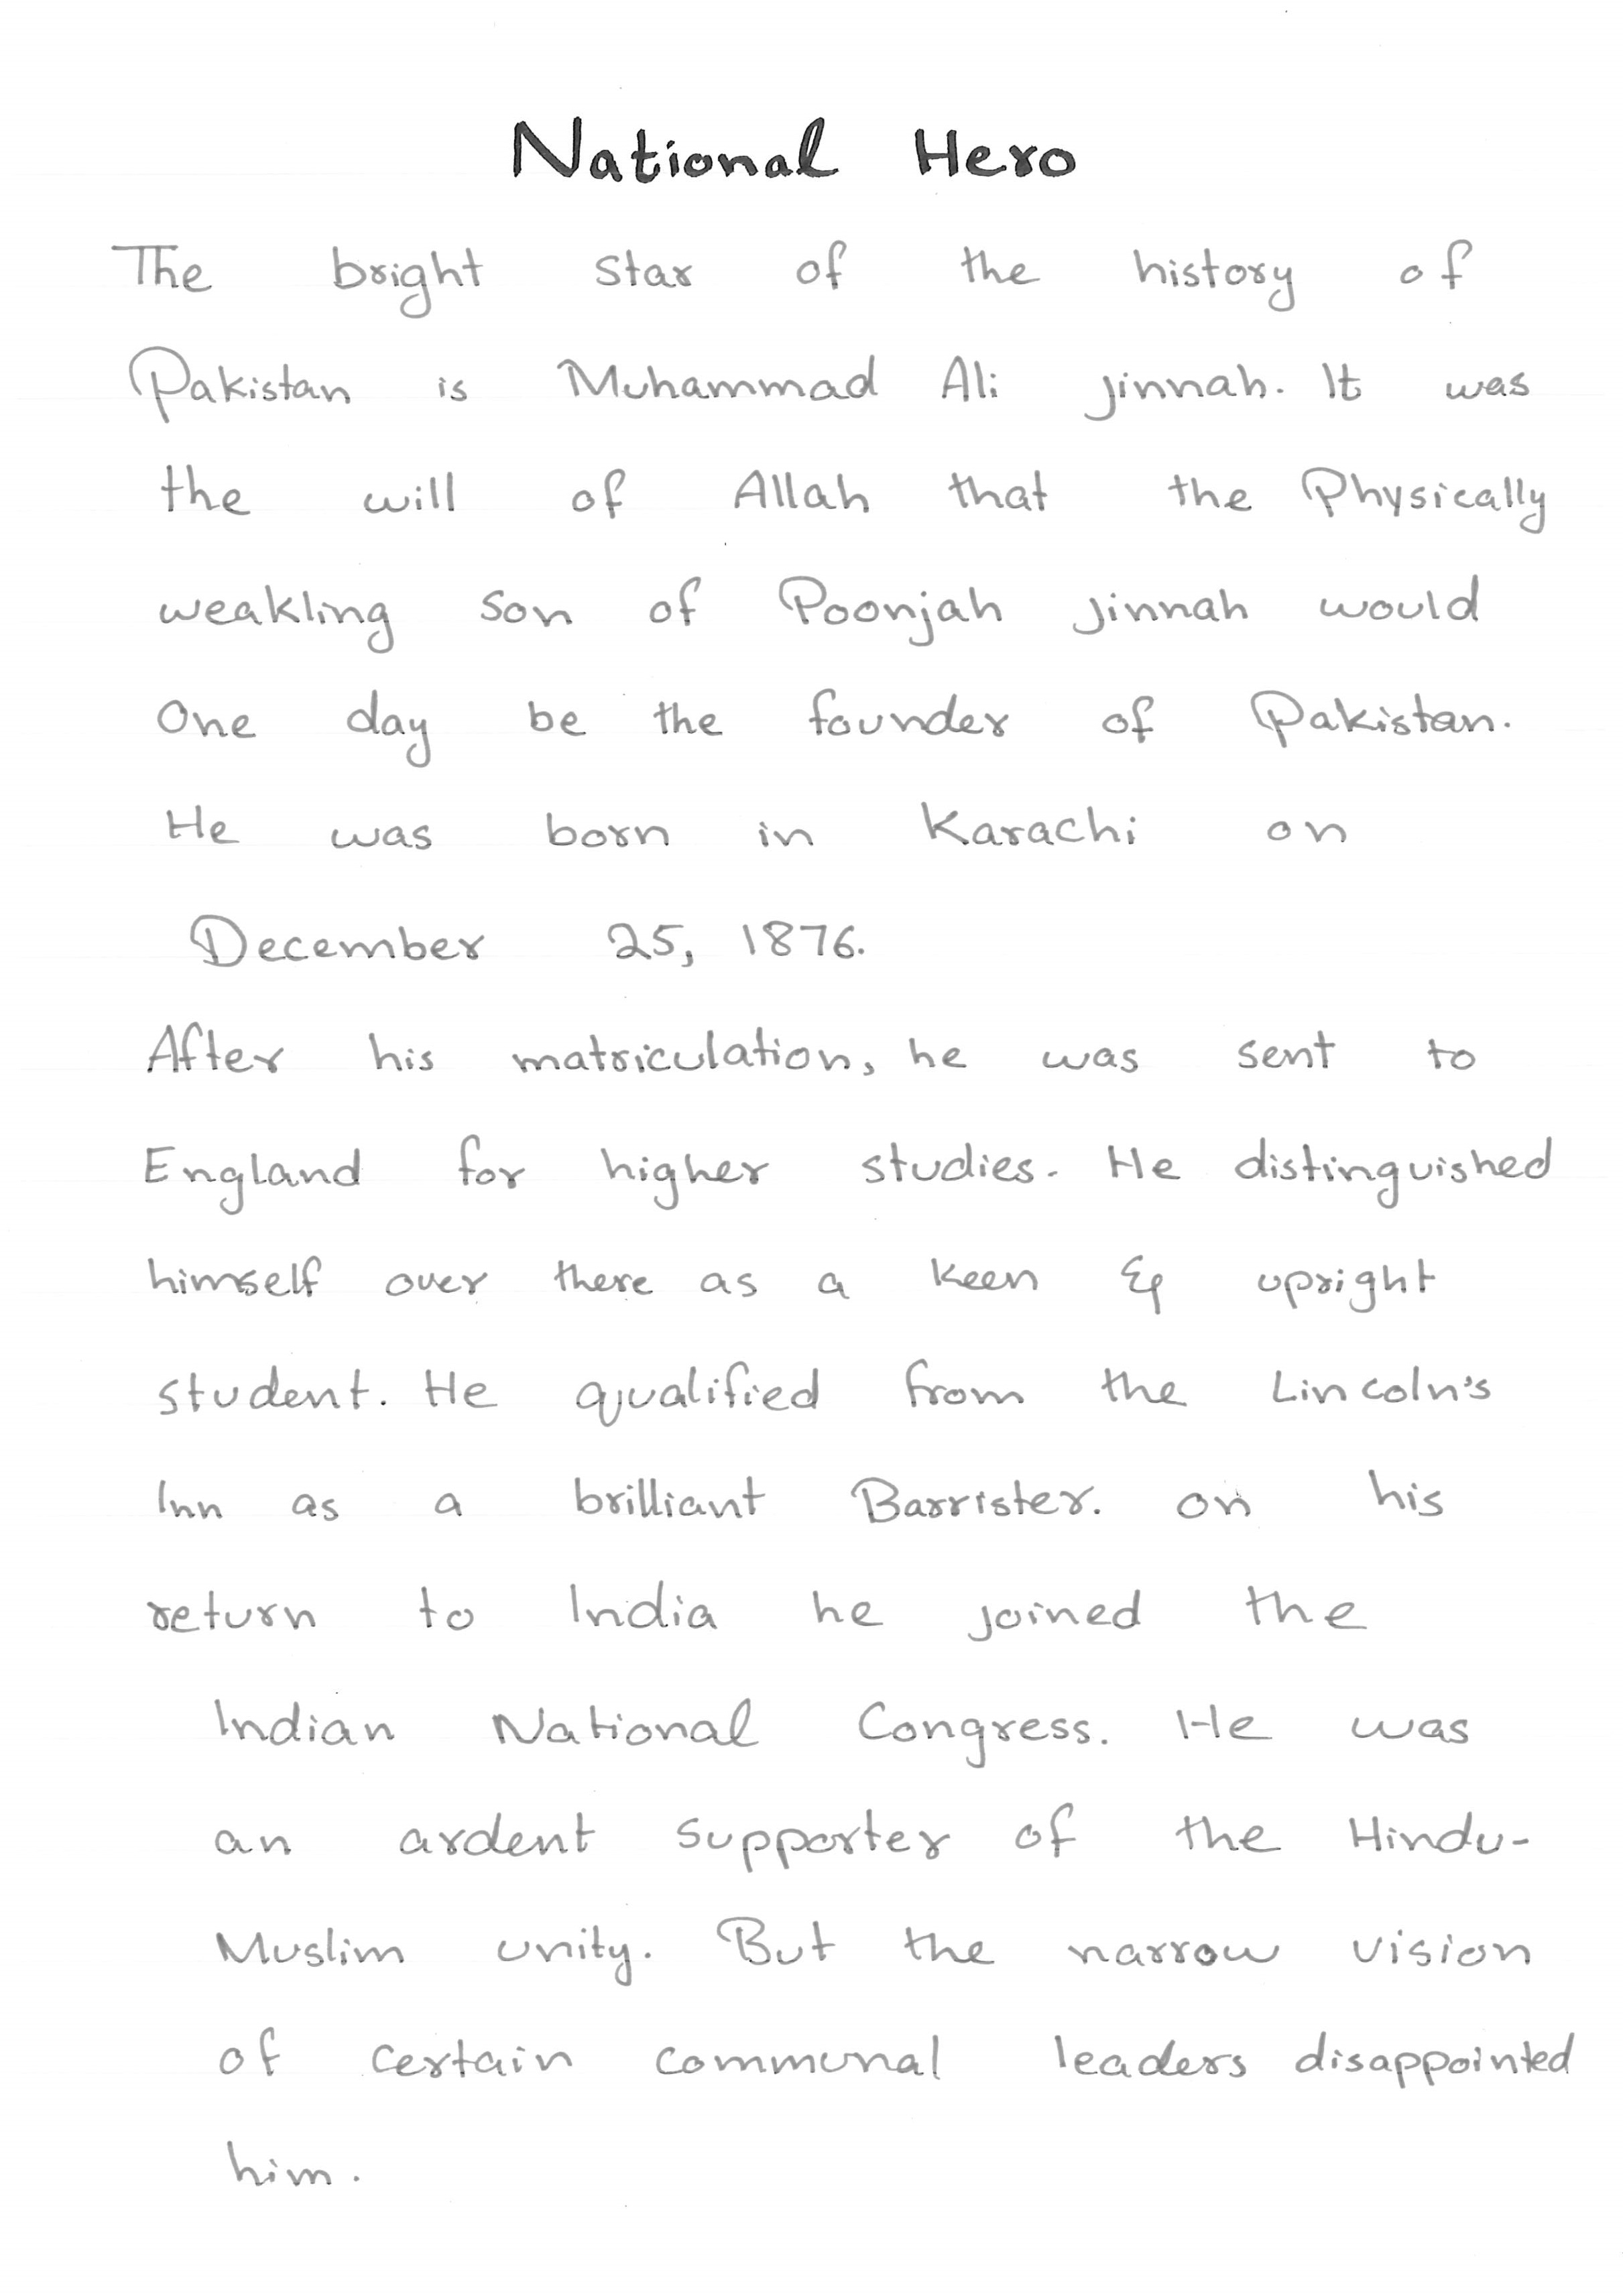 National Hero
The bright star of the history of
Pakistan is Muhammad Ali Jinnah. It was
the will of Allah that the Physically
weakling son of Poonjah Jinnah would
One day be the founder of Pakistan.
He was born in Karachi on
December 25, 1876.
After his matriculation, he was sent to
England for higher studies. He distinguished
himself over there as a keen & upright
student. He qualified from the Lincoln's
Inn as a brilliant Barrister. on his
return to India he joined the
Indian National Congress. He was
an ardent supporter of the Hindu-
Muslim unity. But the narrow vision
of certain communal leaders disappointed
him.